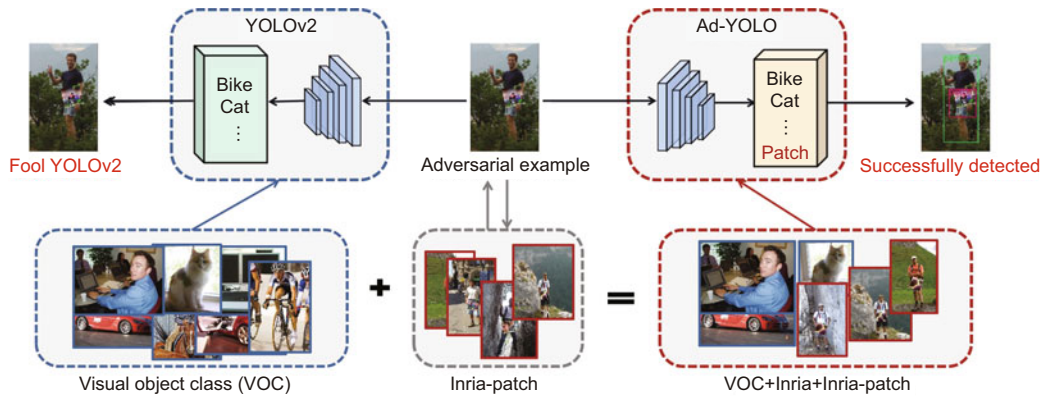 YOLOv2
Ad-YOLO
Bike
Cat
⋮
Bike
Cat
⋮
Patch
Fool YOLOv2
Adversarial example
Successfully detected
+
=
Visual object class (VOC)
Inria-patch
VOC+Inria+Inria-patch